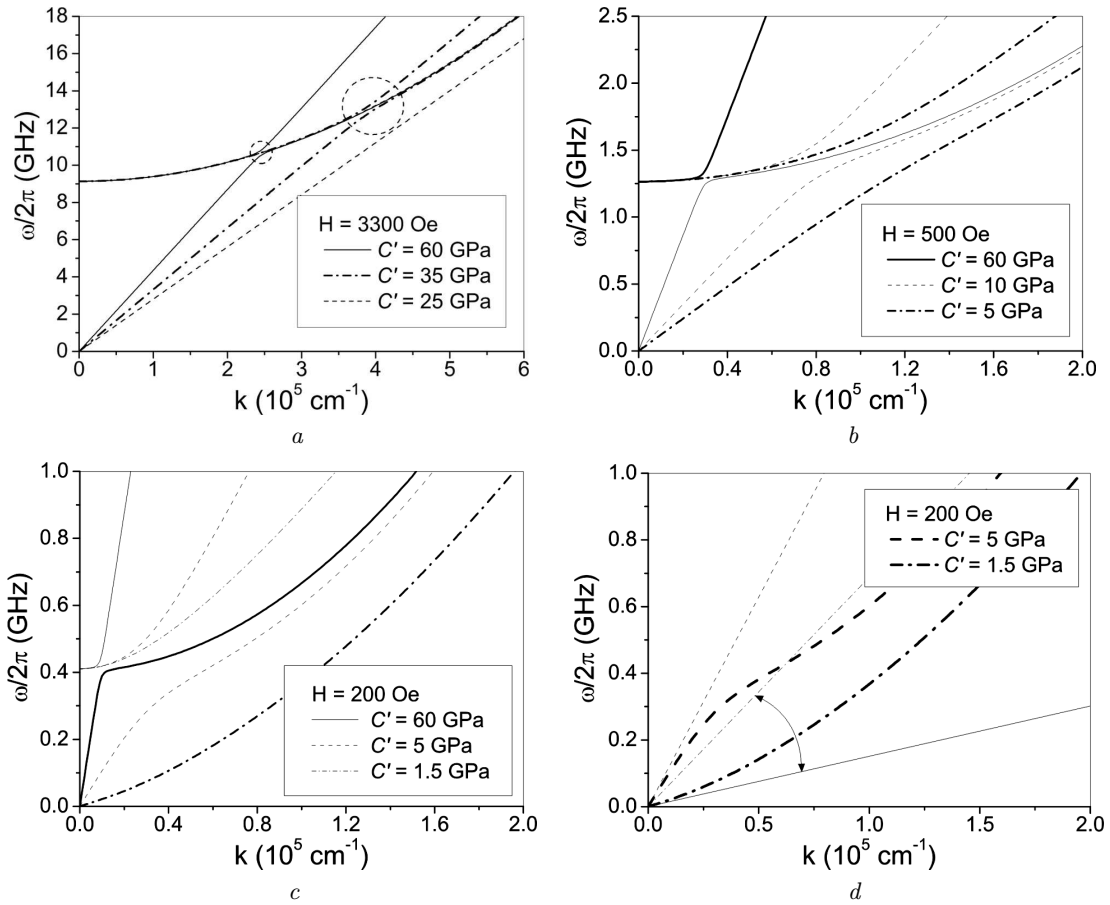 18
16
14
12
10
8
6
4
2
0
ω/2π (GHz)
H = 3300 Oe
C′ = 60 GPa
C′ = 35 GPa
C′ = 25 GPa
0 1 2 3 4 5 6
k (10⁵ cm⁻¹)
a
2.5
2.0
1.5
1.0
0.5
0.0
ω/2π (GHz)
H = 500 Oe
C′ = 60 GPa
C′ = 10 GPa
C′ = 5 GPa
0.0 0.4 0.8 1.2 1.6 2.0
k (10⁵ cm⁻¹)
b
1.0
0.8
0.6
0.4
0.2
0.0
ω/2π (GHz)
H = 200 Oe
C′ = 60 GPa
C′ = 5 GPa
C′ = 1.5 GPa
0.0 0.4 0.8 1.2 1.6 2.0
k (10⁵ cm⁻¹)
c
1.0
0.8
0.6
0.4
0.2
0.0
ω/2π (GHz)
H = 200 Oe
C′ = 5 GPa
C′ = 1.5 GPa
0.0 0.5 1.0 1.5 2.0
k (10⁵ cm⁻¹)
d